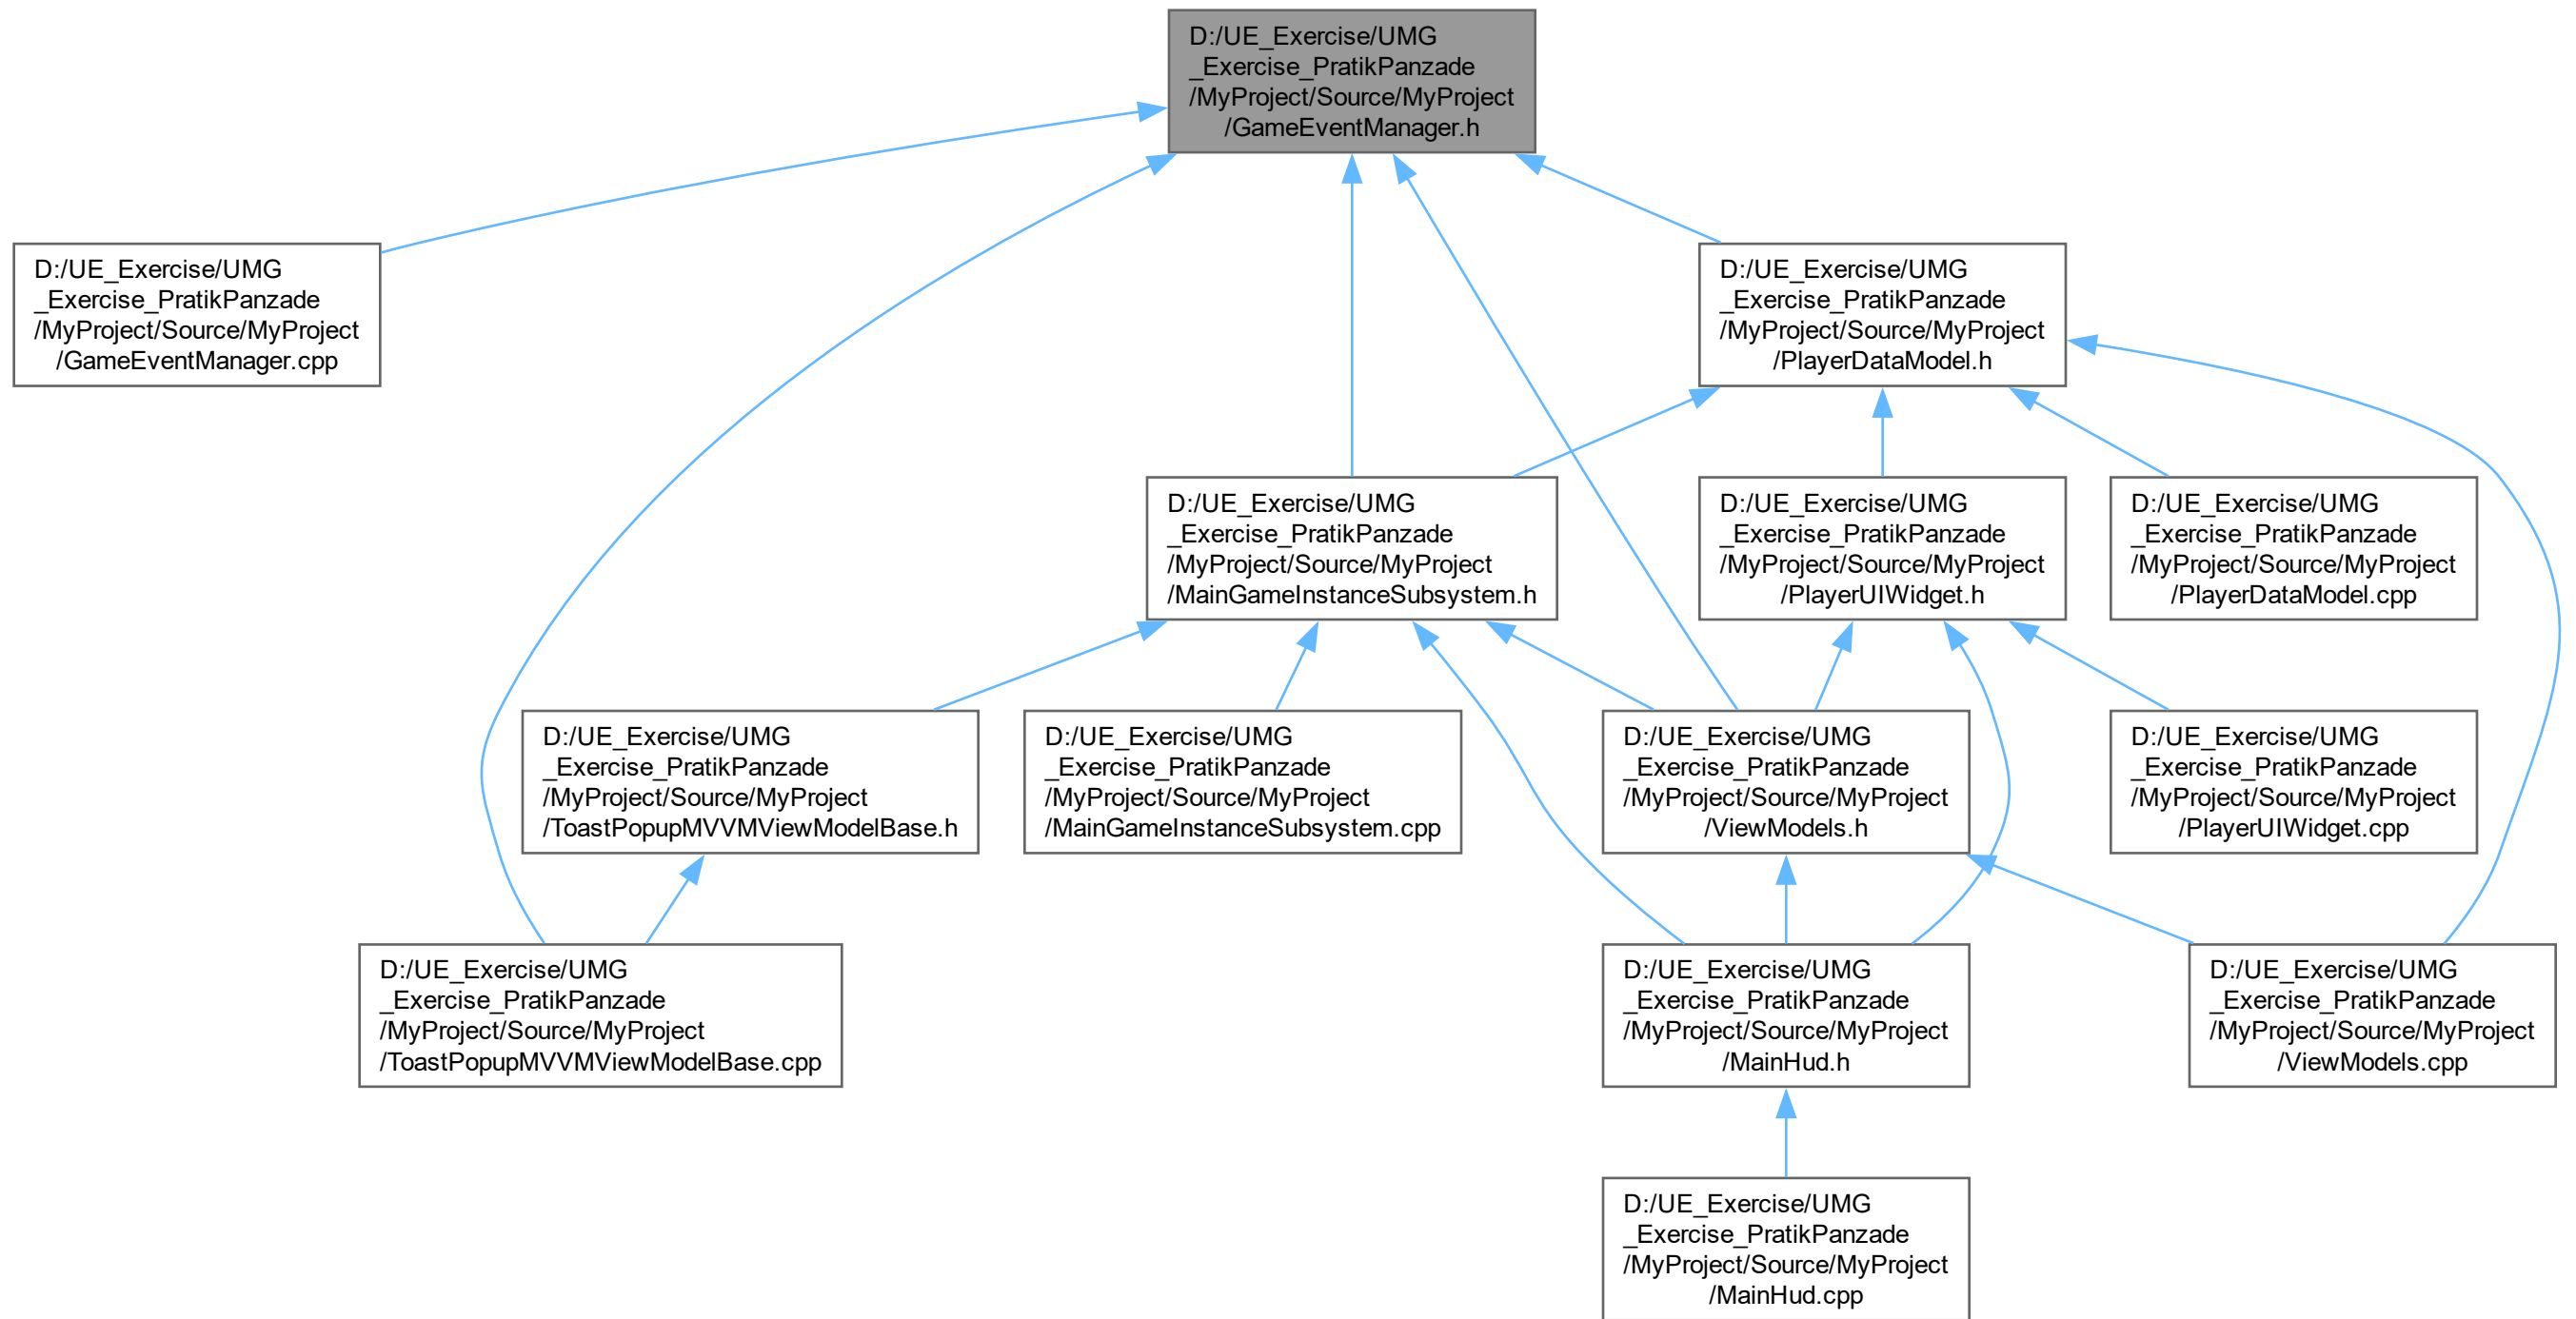 D:/UE_Exercise/UMG
_Exercise_PratikPanzade
/MyProject/Source/MyProject
/GameEventManager.h
D:/UE_Exercise/UMG
_Exercise_PratikPanzade
/MyProject/Source/MyProject
/GameEventManager.cpp
D:/UE_Exercise/UMG
_Exercise_PratikPanzade
/MyProject/Source/MyProject
/PlayerDataModel.h
D:/UE_Exercise/UMG
_Exercise_PratikPanzade
/MyProject/Source/MyProject
/MainGameInstanceSubsystem.h
D:/UE_Exercise/UMG
_Exercise_PratikPanzade
/MyProject/Source/MyProject
/PlayerUIWidget.h
D:/UE_Exercise/UMG
_Exercise_PratikPanzade
/MyProject/Source/MyProject
/PlayerDataModel.cpp
D:/UE_Exercise/UMG
_Exercise_PratikPanzade
/MyProject/Source/MyProject
/ToastPopupMVVMViewModelBase.h
D:/UE_Exercise/UMG
_Exercise_PratikPanzade
/MyProject/Source/MyProject
/MainGameInstanceSubsystem.cpp
D:/UE_Exercise/UMG
_Exercise_PratikPanzade
/MyProject/Source/MyProject
/ViewModels.h
D:/UE_Exercise/UMG
_Exercise_PratikPanzade
/MyProject/Source/MyProject
/PlayerUIWidget.cpp
D:/UE_Exercise/UMG
_Exercise_PratikPanzade
/MyProject/Source/MyProject
/ToastPopupMVVMViewModelBase.cpp
D:/UE_Exercise/UMG
_Exercise_PratikPanzade
/MyProject/Source/MyProject
/MainHud.h
D:/UE_Exercise/UMG
_Exercise_PratikPanzade
/MyProject/Source/MyProject
/ViewModels.cpp
D:/UE_Exercise/UMG
_Exercise_PratikPanzade
/MyProject/Source/MyProject
/MainHud.cpp